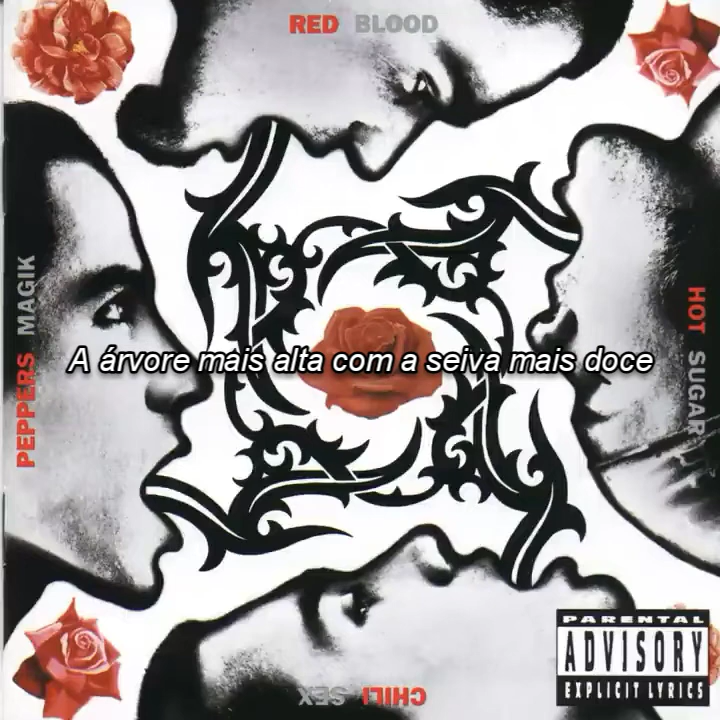 RED BLOOD
HOT SUGAR
PEPPERS MAGIK
A árvore mais alta com a seiva mais doce
CHILI SEX
PARENTAL
ADVISORY
EXPLICIT LYRICS